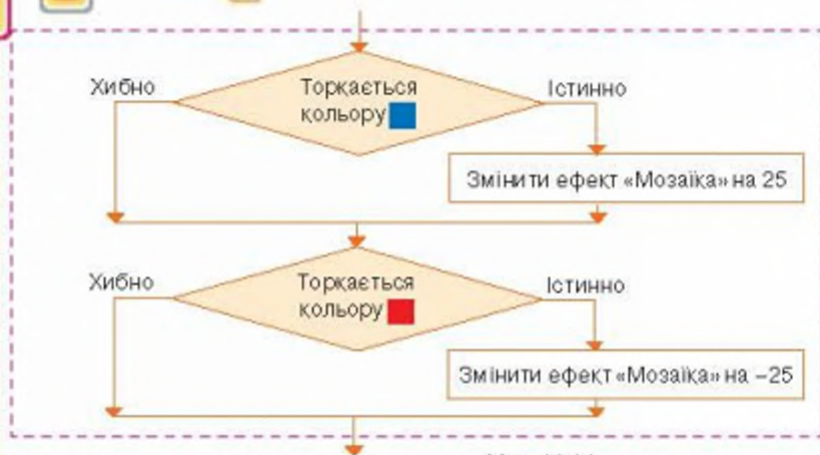 Хибно
Торкається
кольору
Істинно
Змінити ефект «Мозаїка» на 25
Хибно
Торкається
кольору
Істинно
Змінити ефект «Мозаїка» на –25